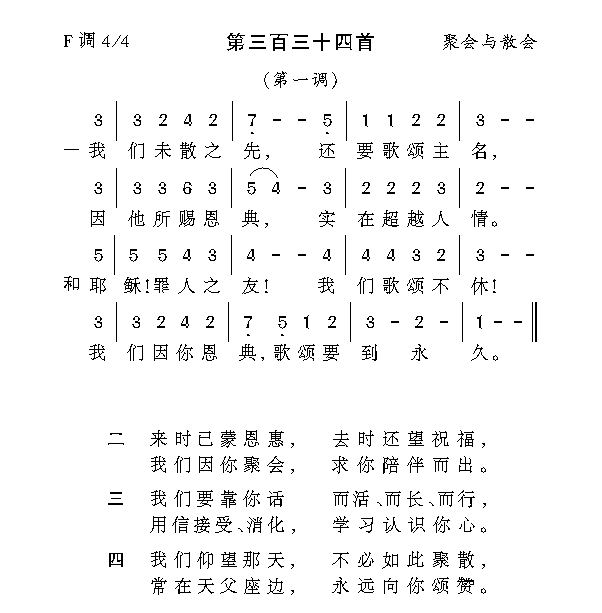 F调4/4 第三百三十四首 聚会与散会
(第一调)
3 | 3 2 4 2 | 7 - - 5 | 1 1 2 2 | 3 - -
一我 们未散之 先, 还 要歌颂主 名,
3 | 3 3 6 3 | 5 4 - 3 | 2 2 2 3 | 2 - -
因 他所赐恩 典, 实 在超越人 情。
5 | 5 5 4 3 | 4 - - 4 | 4 4 3 2 | 3 - -
和耶 稣!罪人之 友! 我 们歌颂不 休!
3 | 3 2 4 2 | 7 5 1 2 | 3 - 2 - | 1 - - ‖
我 们因你恩 典,歌颂要 到 永 久。
二 来时已蒙恩惠, 去时还望祝福,
我们因你聚会, 求你陪伴而出。
三 我们要靠你话 而活、而长、而行,
用信接受、消化, 学习认识你心。
四 我们仰望那天, 不必如此聚散,
常在天父座边, 永远向你颂赞。